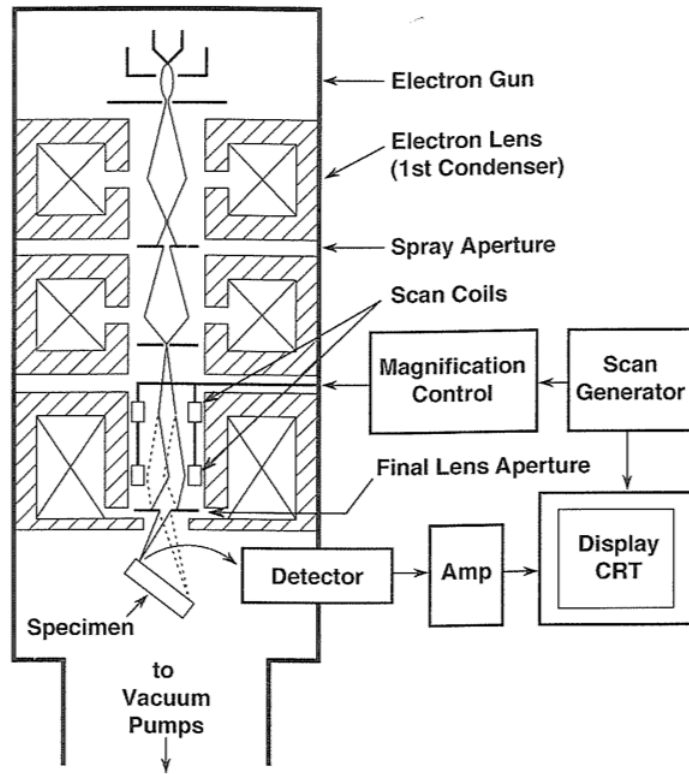 Electron Gun
Electron Lens
(1st Condenser)
Spray Aperture
Scan Coils
Magnification
Control
Scan
Generator
Final Lens Aperture
Display
CRT
Detector
Amp
Specimen
to
Vacuum
Pumps